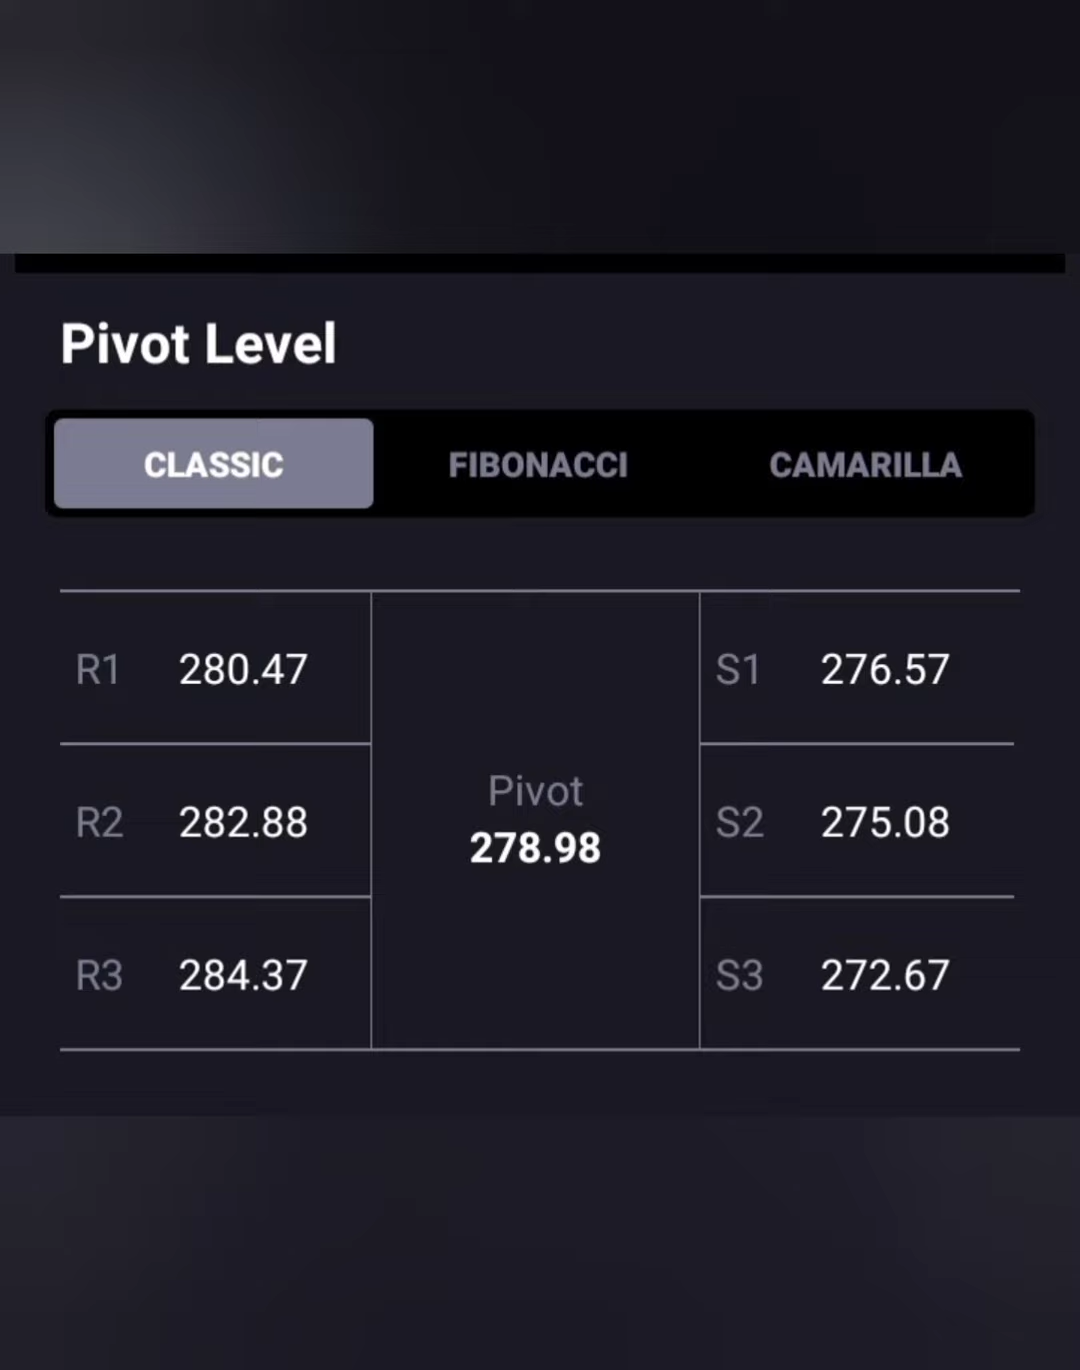 Pivot Level
CLASSIC FIBONACCI CAMARILLA
R1 280.47
S1 276.57
R2 282.88
Pivot
278.98
S2 275.08
R3 284.37
S3 272.67